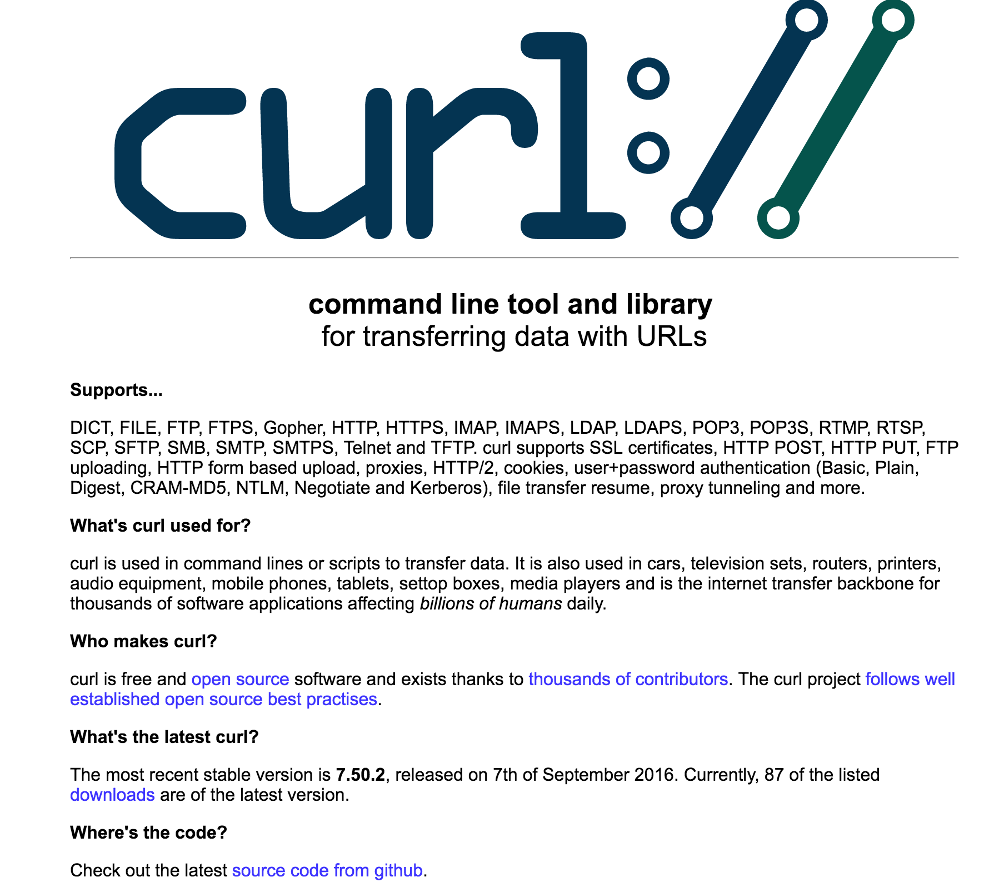 curl://
command line tool and library
for transferring data with URLs
Supports...
DICT, FILE, FTP, FTPS, Gopher, HTTP, HTTPS, IMAP, IMAPS, LDAP, LDAPS, POP3, POP3S, RTMP, RTSP,
SCP, SFTP, SMB, SMTP, SMTPS, Telnet and TFTP. curl supports SSL certificates, HTTP POST, HTTP PUT, FTP
uploading, HTTP form based upload, proxies, HTTP/2, cookies, user+password authentication (Basic, Plain,
Digest, CRAM-MD5, NTLM, Negotiate and Kerberos), file transfer resume, proxy tunneling and more.
What's curl used for?
curl is used in command lines or scripts to transfer data. It is also used in cars, television sets, routers, printers,
audio equipment, mobile phones, tablets, settop boxes, media players and is the internet transfer backbone for
thousands of software applications affecting billions of humans daily.
Who makes curl?
curl is free and open source software and exists thanks to thousands of contributors. The curl project follows well
established open source best practises.
What's the latest curl?
The most recent stable version is 7.50.2, released on 7th of September 2016. Currently, 87 of the listed
downloads are of the latest version.
Where's the code?
Check out the latest source code from github.